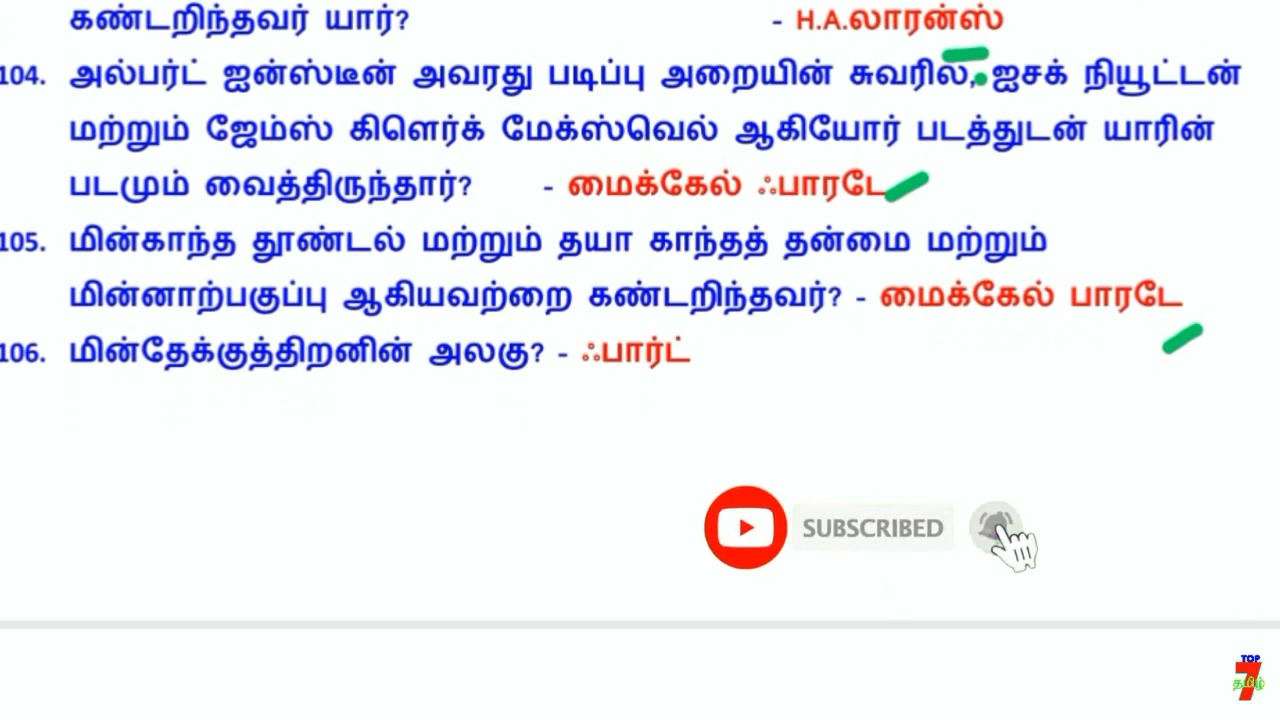 கண்டறிந்தவர் யார்? - H.A.லாரன்ஸ்
104. அல்பர்ட் ஐன்ஸ்டீன் அவரது படிப்பு அறையின் சுவரில், ஐசக் நியூட்டன்
மற்றும் ஜேம்ஸ் கிளெர்க் மேக்ஸ்வெல் ஆகியோர் படத்துடன் யாரின்
படமும் வைத்திருந்தார்? - மைக்கேல் ஃபாரடே
105. மின்காந்த தூண்டல் மற்றும் தயா காந்தத் தன்மை மற்றும்
மின்னாற்பகுப்பு ஆகியவற்றை கண்டறிந்தவர்? - மைக்கேல் பாரடே
106. மின்தேக்குத்திறனின் அலகு? - ஃபார்ட்
SUBSCRIBED
TOP
7
தமிழ்